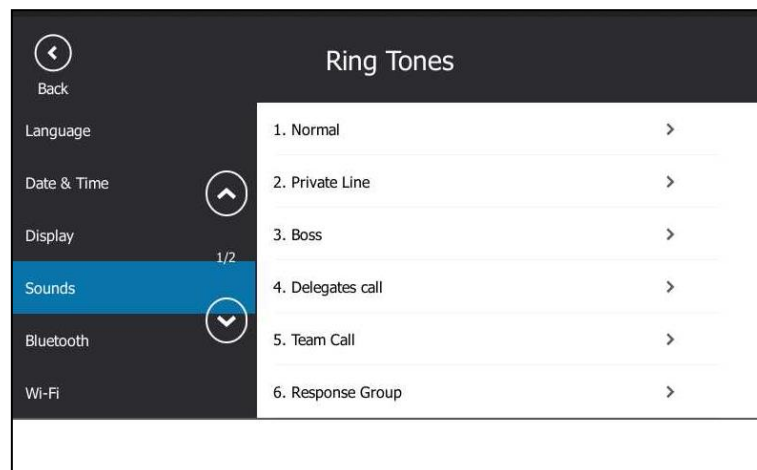 Ring Tones
Back
Language
Date & Time
Display
1/2
Sounds
Bluetooth
Wi-Fi
1. Normal
2. Private Line
3. Boss
4. Delegates call
5. Team Call
6. Response Group